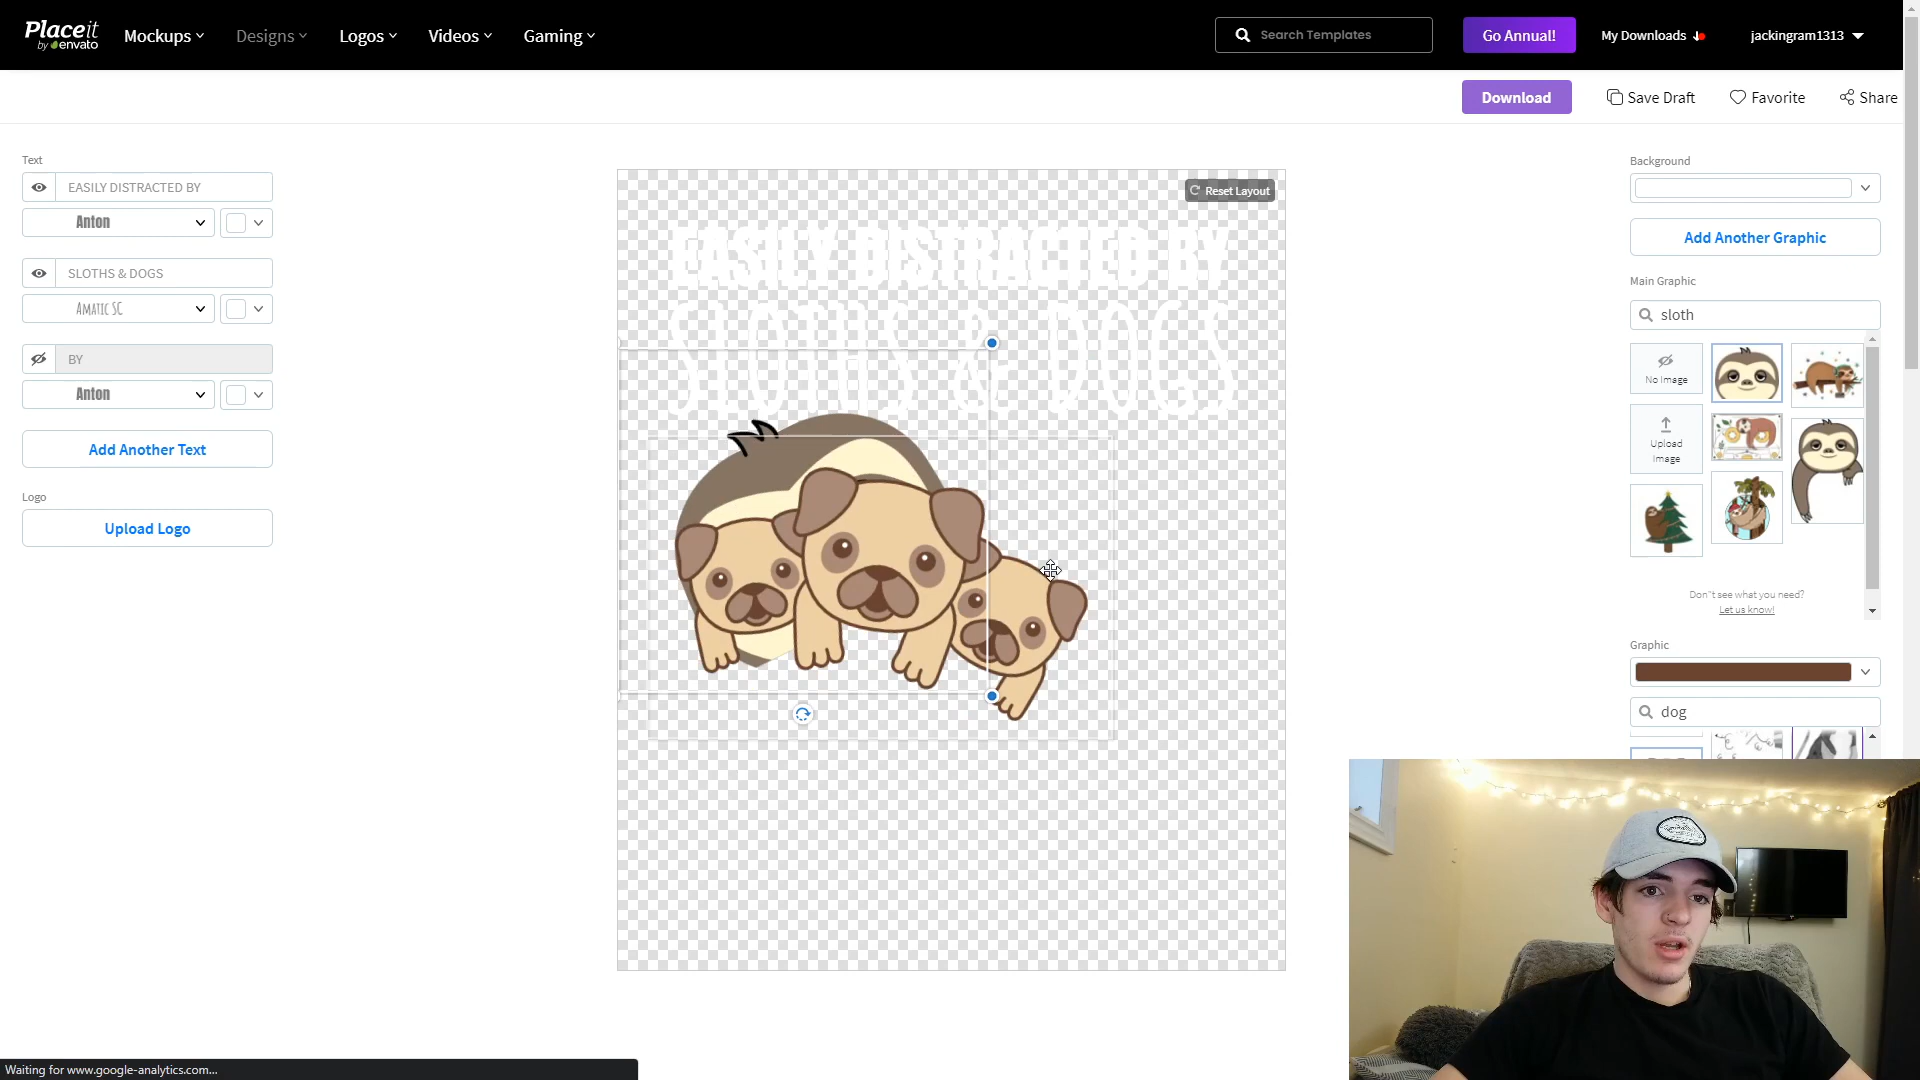 Placeit
by envato
Mockups
Designs
Logos
Videos
Gaming
Search Templates
Go Annual!
My Downloads
jackingram1313
Download
Save Draft
Favorite
Share
Text
EASILY DISTRACTED BY
Anton
SLOTHS & DOGS
AMATIC SC
BY
Anton
Add Another Text
Logo
Upload Logo
Reset Layout
EASILY DISTRACTED BY
SLOTHS & DOGS
Background
Add Another Graphic
Main Graphic
sloth
No Image
Upload
Image
Don't see what you need?
Let us know!
Graphic
dog
Waiting for www.google-analytics.com...